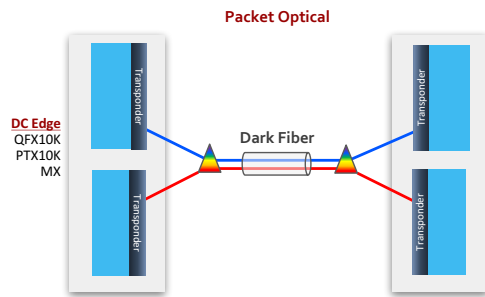 Packet Optical
Transponder
Transponder
DC Edge
QFX10K
PTX10K
MX
Dark Fiber
Transponder
Transponder